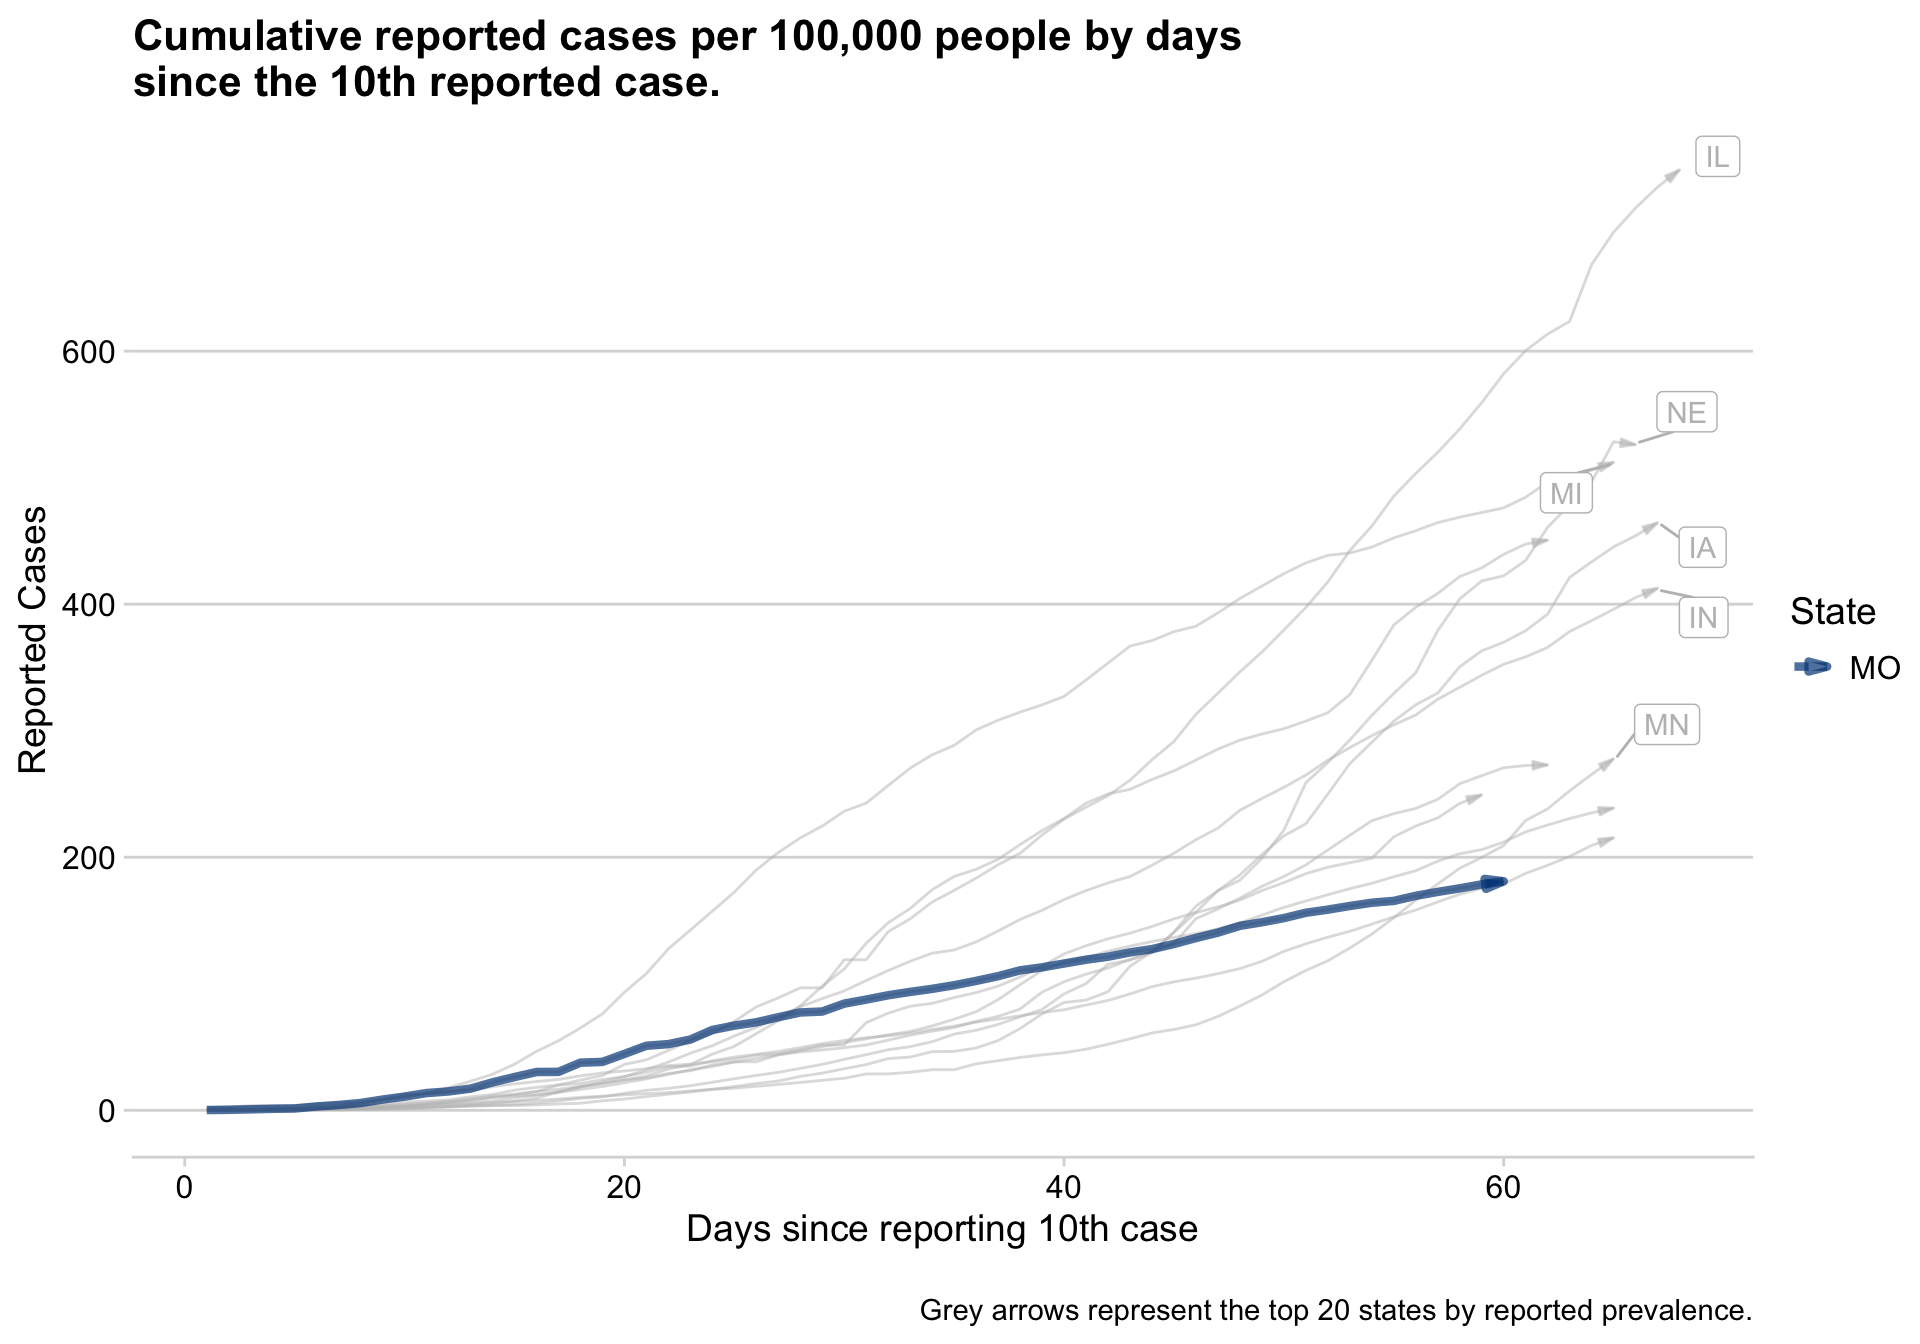 Cumulative reported cases per 100,000 people by days
since the 10th reported case.
IL
NE
MI
IA
IN
MN
Reported Cases
600
400
200
0
0 20 40 60
Days since reporting 10th case
State
MO
Grey arrows represent the top 20 states by reported prevalence.